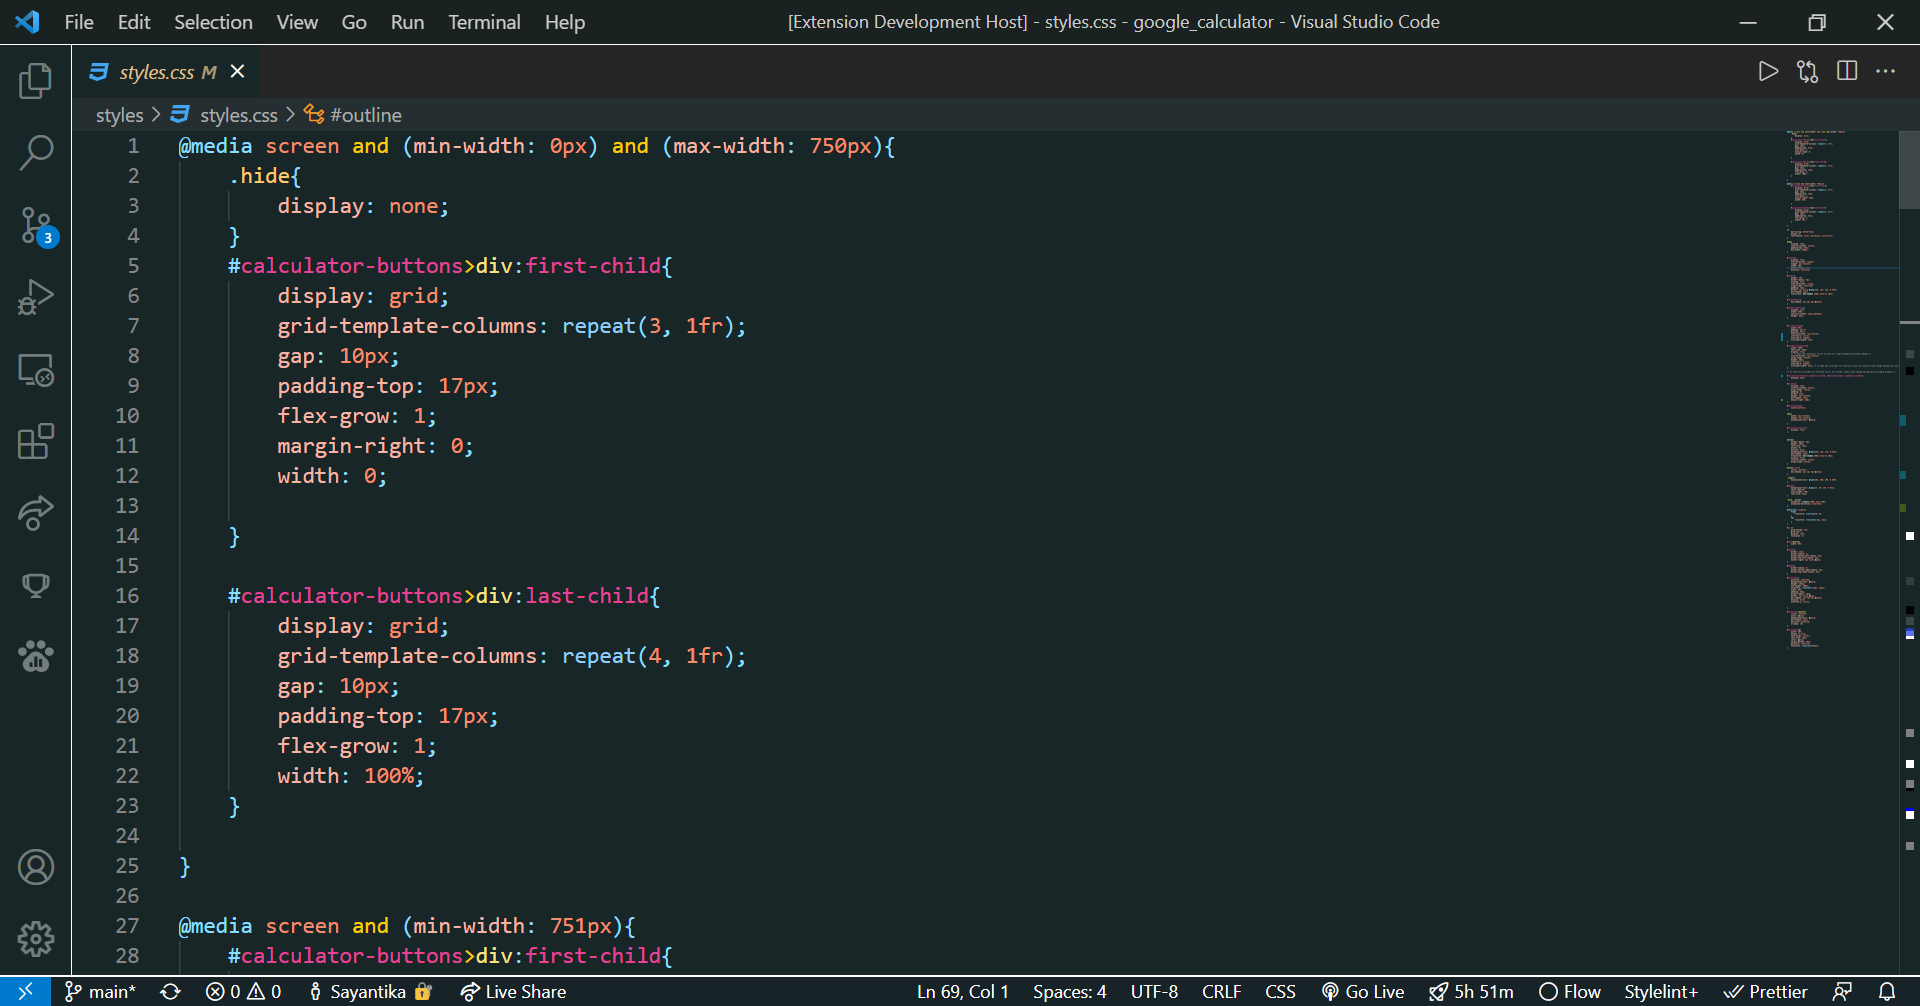 File Edit Selection View Go Run Terminal Help [Extension Development Host] - styles.css - google_calculator - Visual Studio Code
styles.css M
styles > styles.css > #outline
1 @media screen and (min-width: 0px) and (max-width: 750px){
2 .hide{
3 display: none;
4 }
5 #calculator-buttons>div:first-child{
6 display: grid;
7 grid-template-columns: repeat(3, 1fr);
8 gap: 10px;
9 padding-top: 17px;
10 flex-grow: 1;
11 margin-right: 0;
12 width: 0;
13
14 }
15
16 #calculator-buttons>div:last-child{
17 display: grid;
18 grid-template-columns: repeat(4, 1fr);
19 gap: 10px;
20 padding-top: 17px;
21 flex-grow: 1;
22 width: 100%;
23 }
24
25 }
26
27 @media screen and (min-width: 751px){
28 #calculator-buttons>div:first-child{
3
main* 0 0 Sayantika Live Share Ln 69, Col 1 Spaces: 4 UTF-8 CRLF CSS Go Live 5h 51m Flow Stylelint+ Prettier